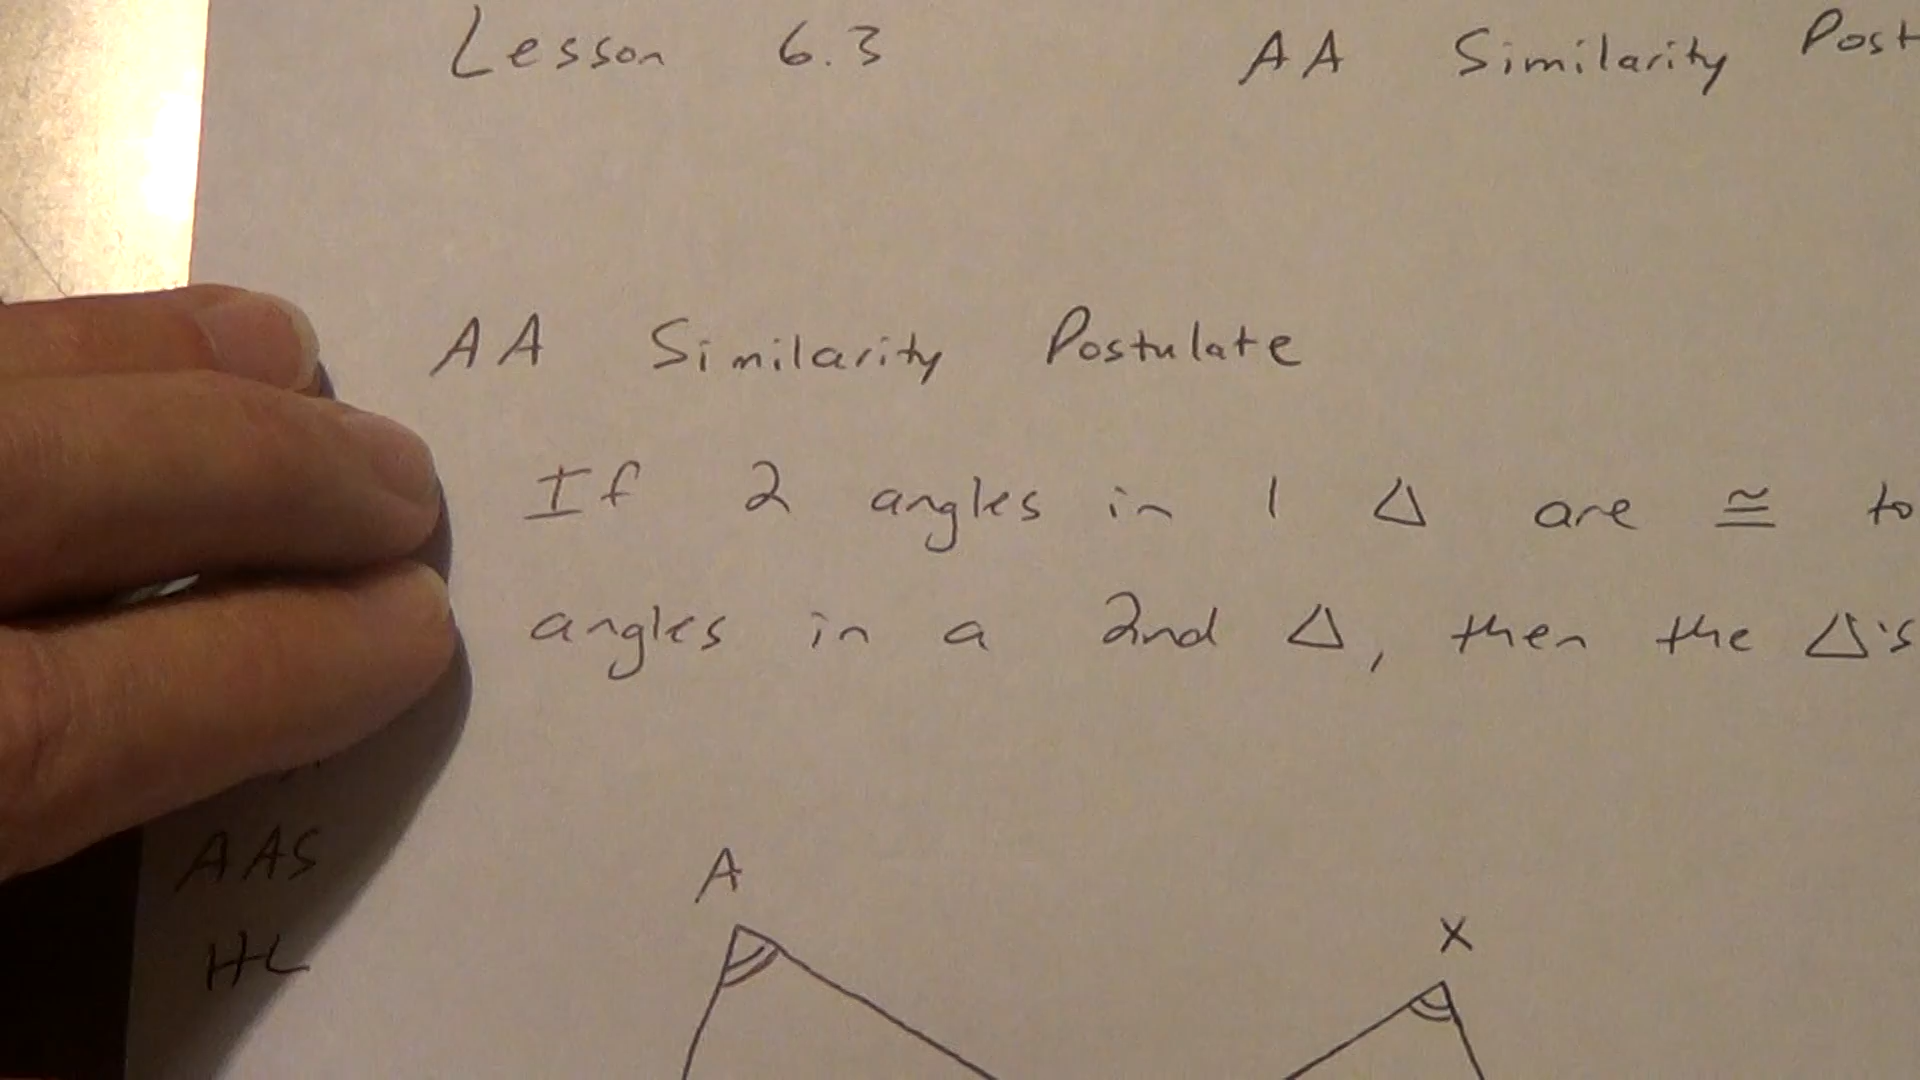 Lesson 6.3 AA Similarity Post
AA Similarity Postulate
If 2 angles in 1 △ are ≅ to
angles in a 2nd △, then the △'s
AAS
HL
A
X